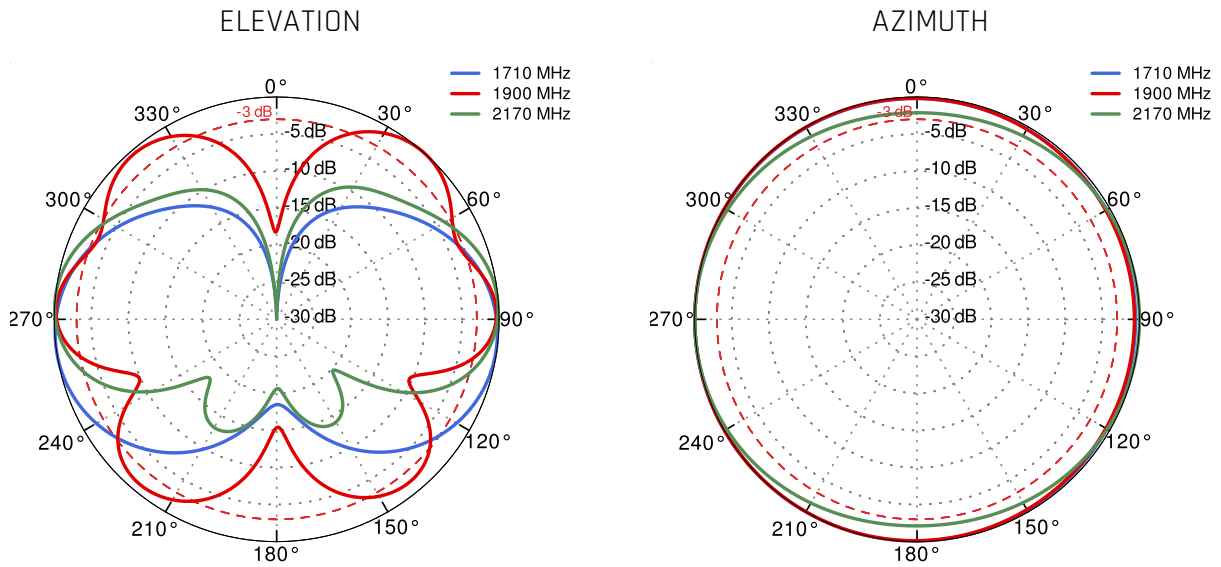 ELEVATION
1710 MHz
1900 MHz
2170 MHz
0°
-3 dB
330°
30°
-5 dB
-10 dB
300°
60°
-15 dB
-20 dB
-25 dB
270°
-30 dB
90°
240°
120°
210°
150°
180°
AZIMUTH
1710 MHz
1900 MHz
2170 MHz
0°
-3 dB
330°
30°
-5 dB
-10 dB
300°
60°
-15 dB
-20 dB
-25 dB
270°
-30 dB
90°
240°
120°
210°
150°
180°